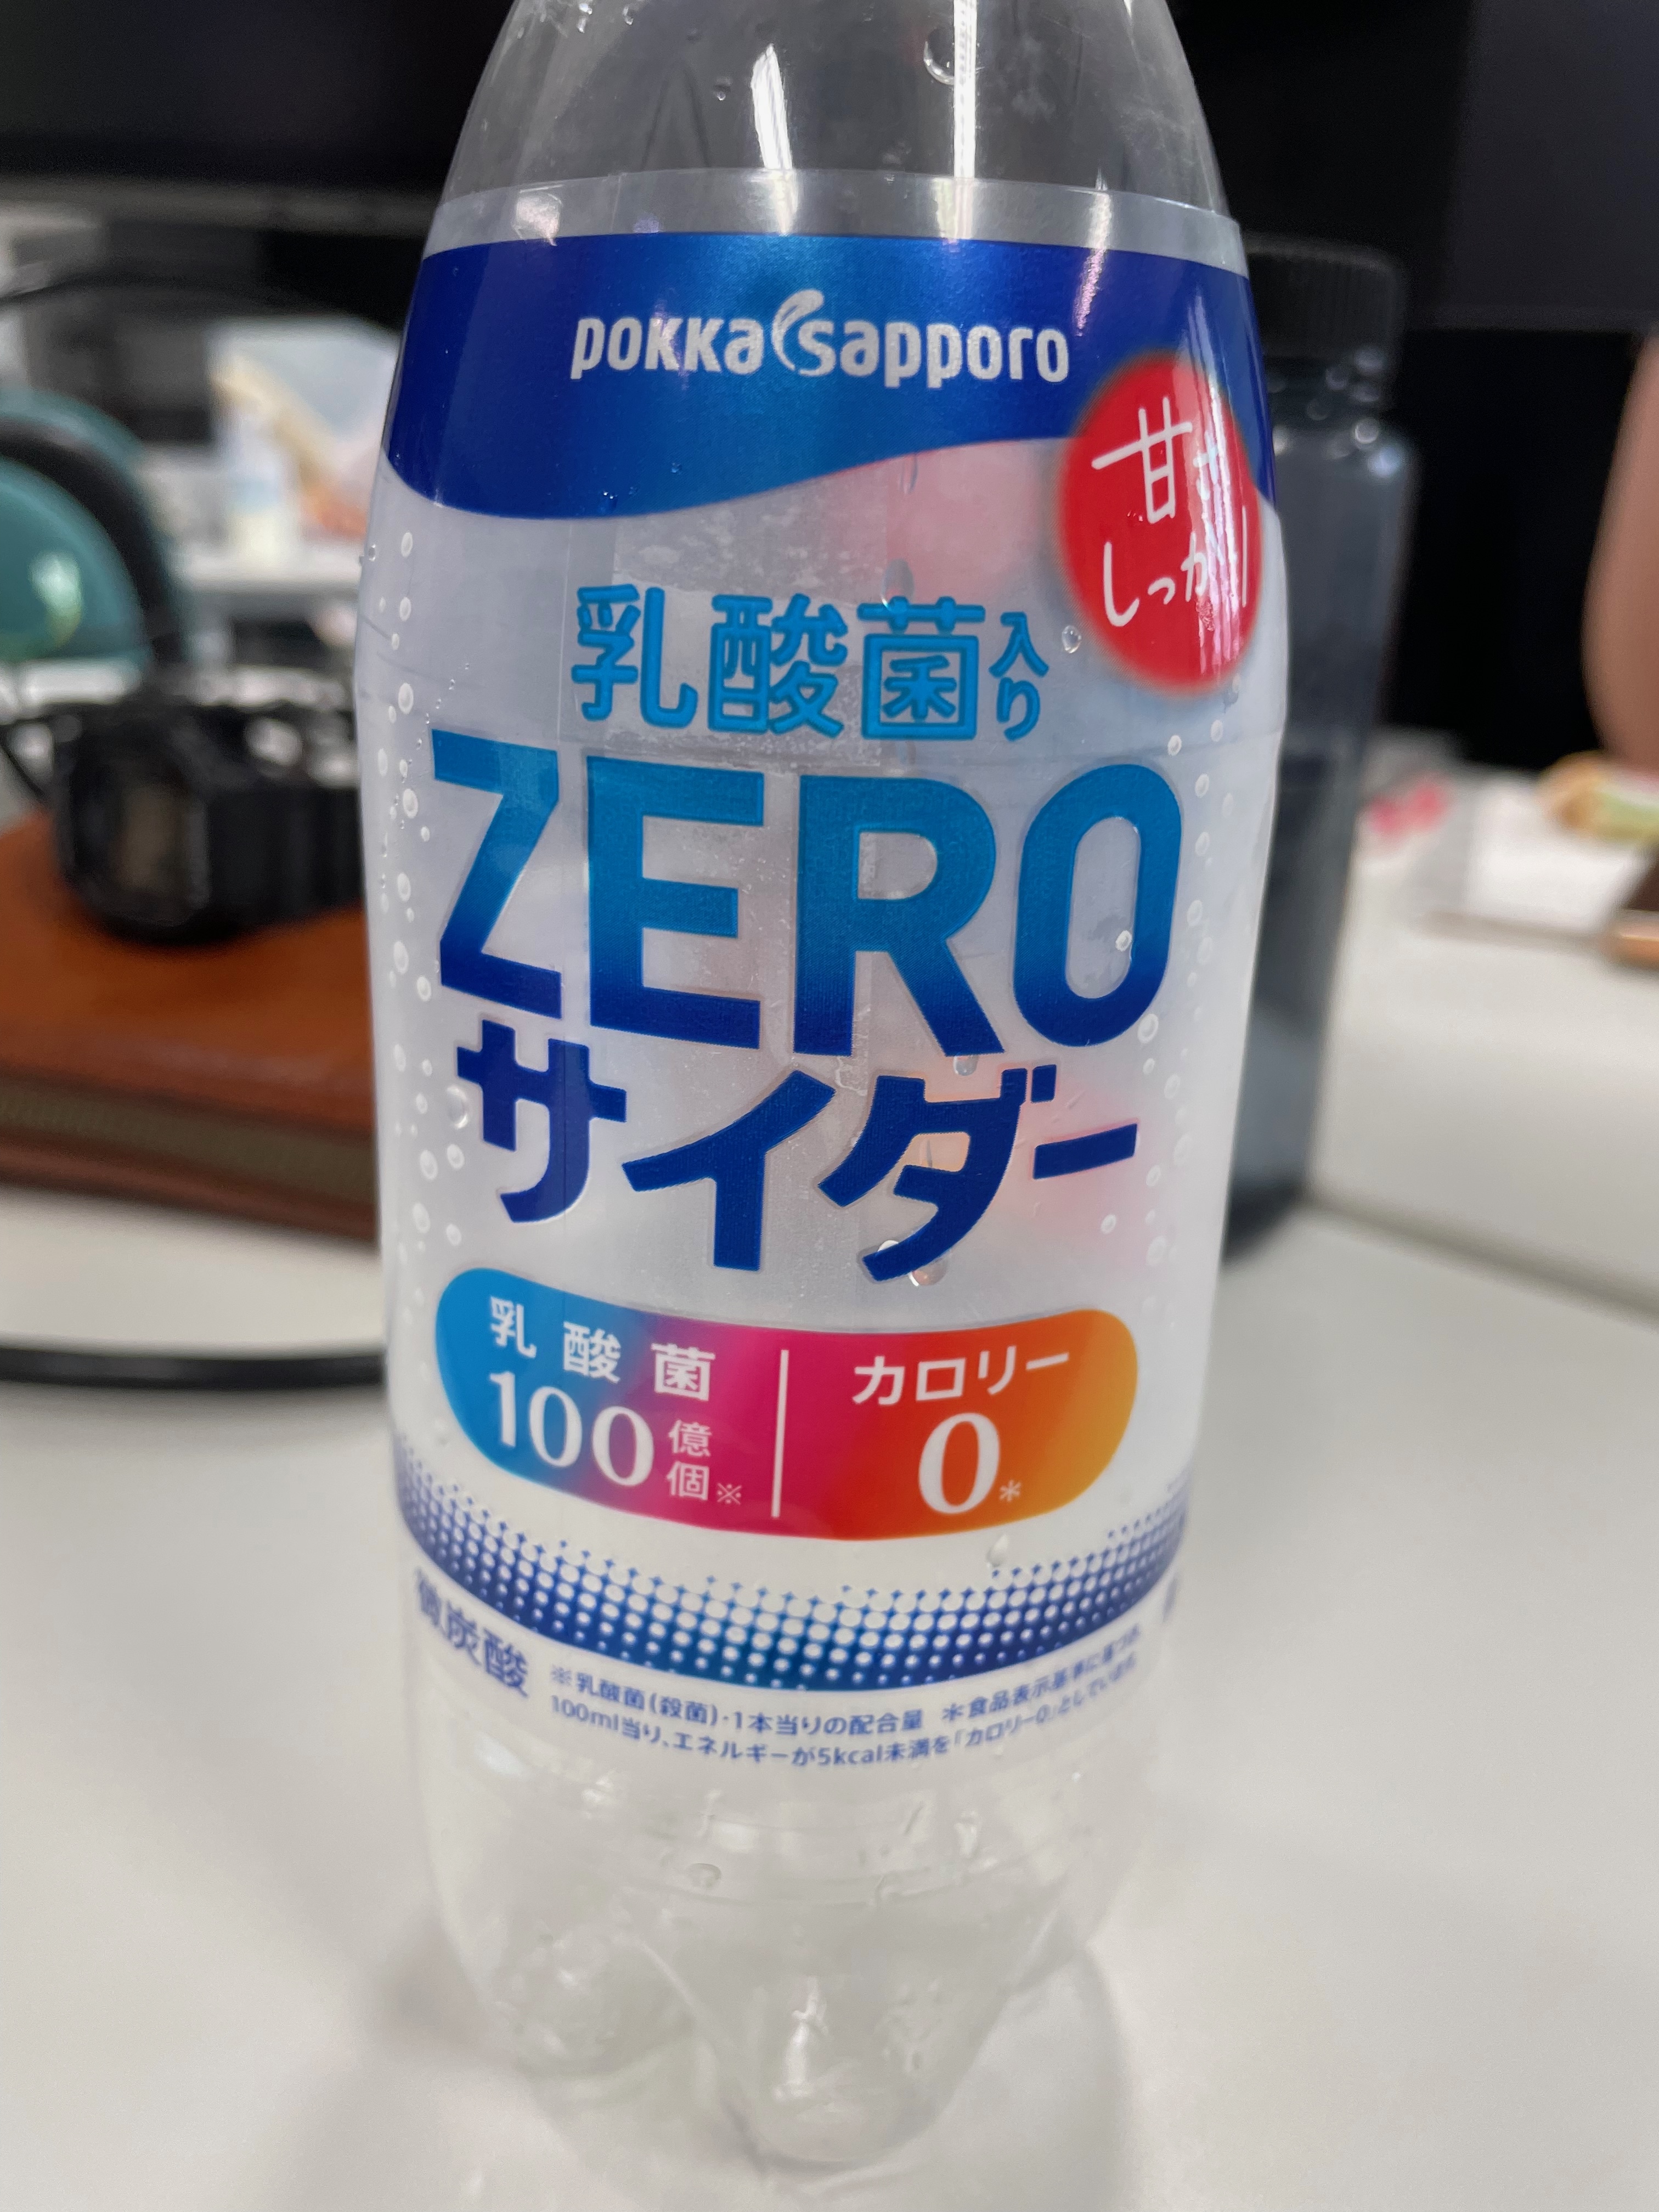 pokka sapporo
甘さ
しっかり
乳酸菌入り
ZERO
サイダー
乳酸菌
100億個※
カロリー
0＊
微炭酸
※乳酸菌(殺菌)・1本当りの配合量 ＊食品表示基準に基づき、
100ml当り、エネルギーが5kcal未満を「カロリー0」としています。